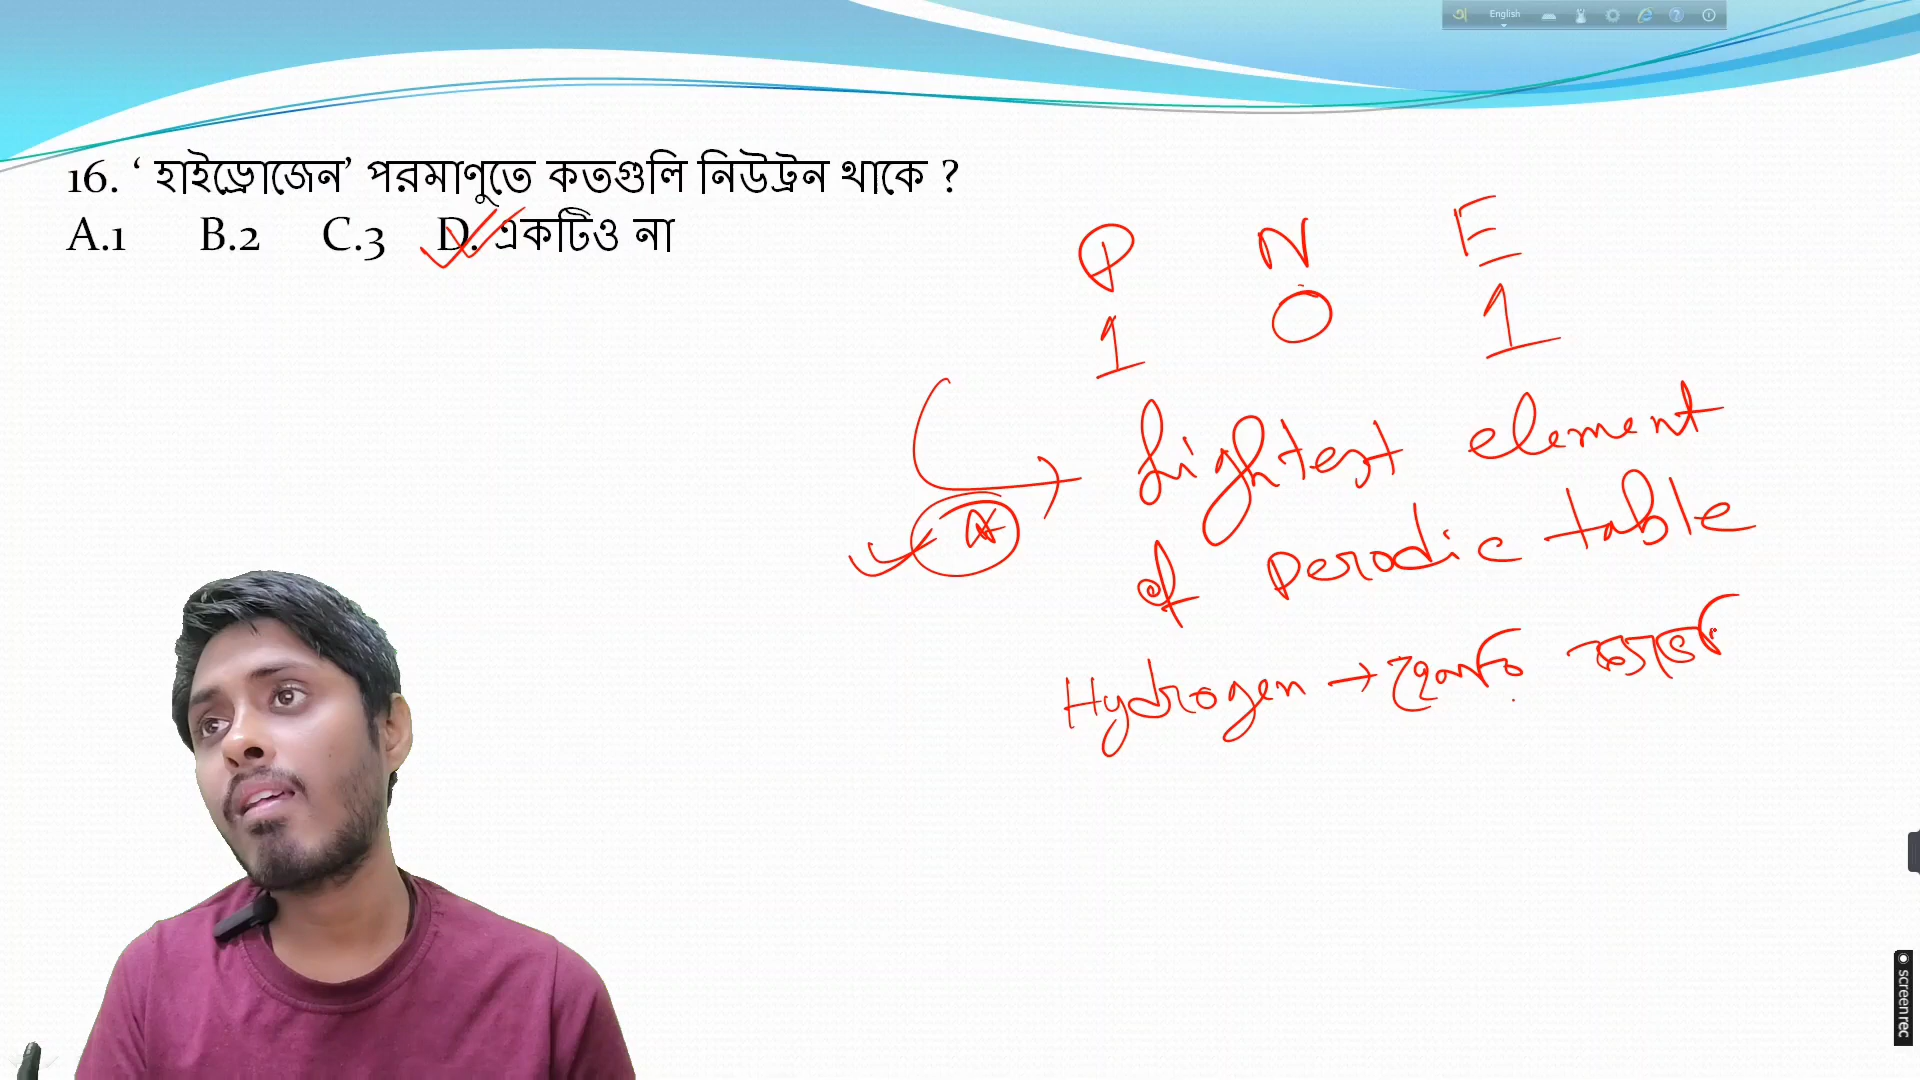 English
16. ‘ হাইড্রোজেন’ পরমাণুতে কতগুলি নিউট্রন থাকে ?
A.1 B.2 C.3 D. একটিও না
P N E
1 0 1
Lightest element
of Perodic table
Hydrogen →
screenrec